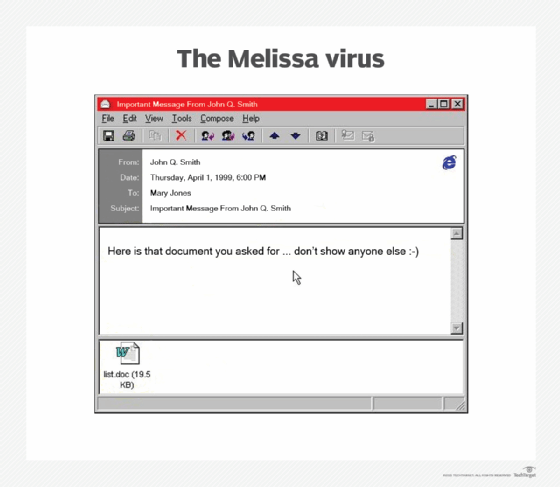 The Melissa virus
Important Message From John Q. Smith
File Edit View Tools Compose Help
From: John Q. Smith
Date: Thursday, April 1, 1999, 6:00 PM
To: Mary Jones
Subject: Important Message From John Q. Smith
Here is that document you asked for ... don't show anyone else :-)
W
list.doc (19.5
KB)
TechTarget